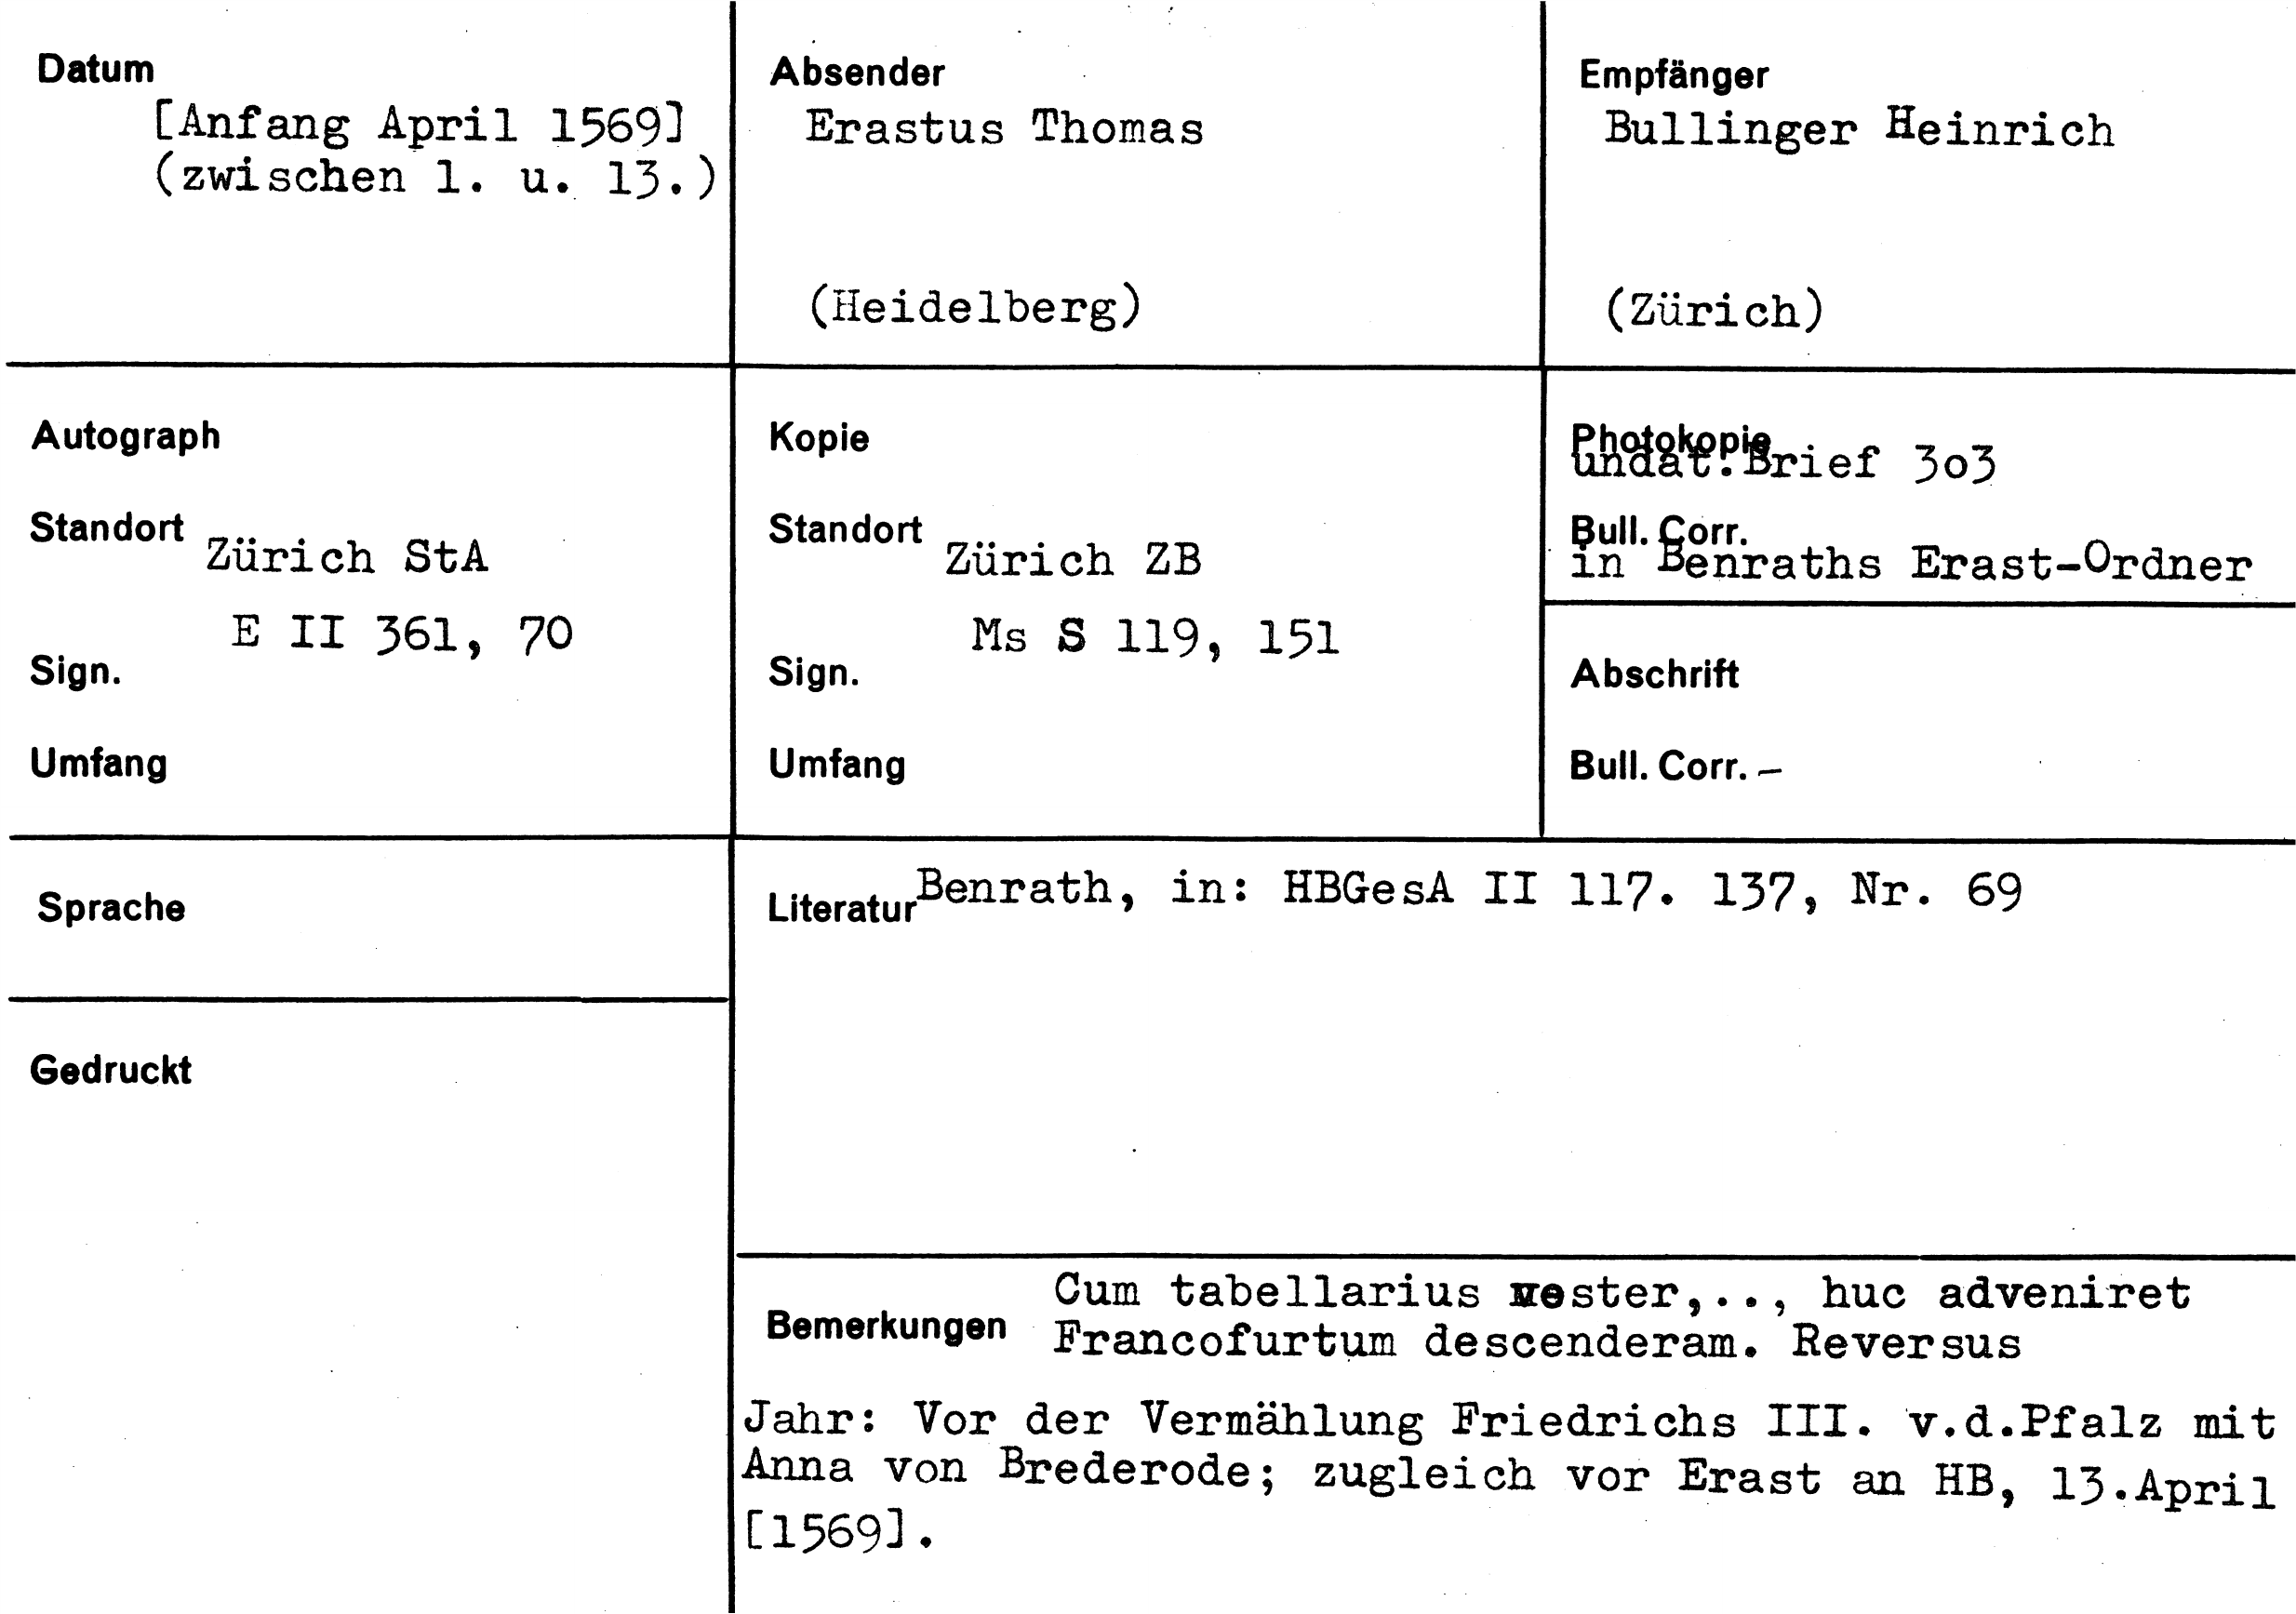 Datum
[Anfang April 1569]
(zwischen 1. u. 13.)
Absender
Erastus Thomas
(Heidelberg)
Empfänger
Bullinger Heinrich
(Zürich)
Autograph
Standort Zürich StA
E II 361, 70
Sign.
Umfang
Kopie
Standort Zürich ZB
Ms S 119, 151
Sign.
Umfang
Photokopie
undat.Brief 3o3
Bull. Corr.
in Benraths Erast-Ordner
Abschrift
Bull. Corr. –
Sprache
Gedruckt
Literatur Benrath, in: HBGesA II 117. 137, Nr. 69
Bemerkungen
Cum tabellarius vester,.., huc adveniret
Francofurtum descenderam. Reversus
Jahr: Vor der Vermählung Friedrichs III. v.d.Pfalz mit
Anna von Brederode; zugleich vor Erast an HB, 13.April
[1569].